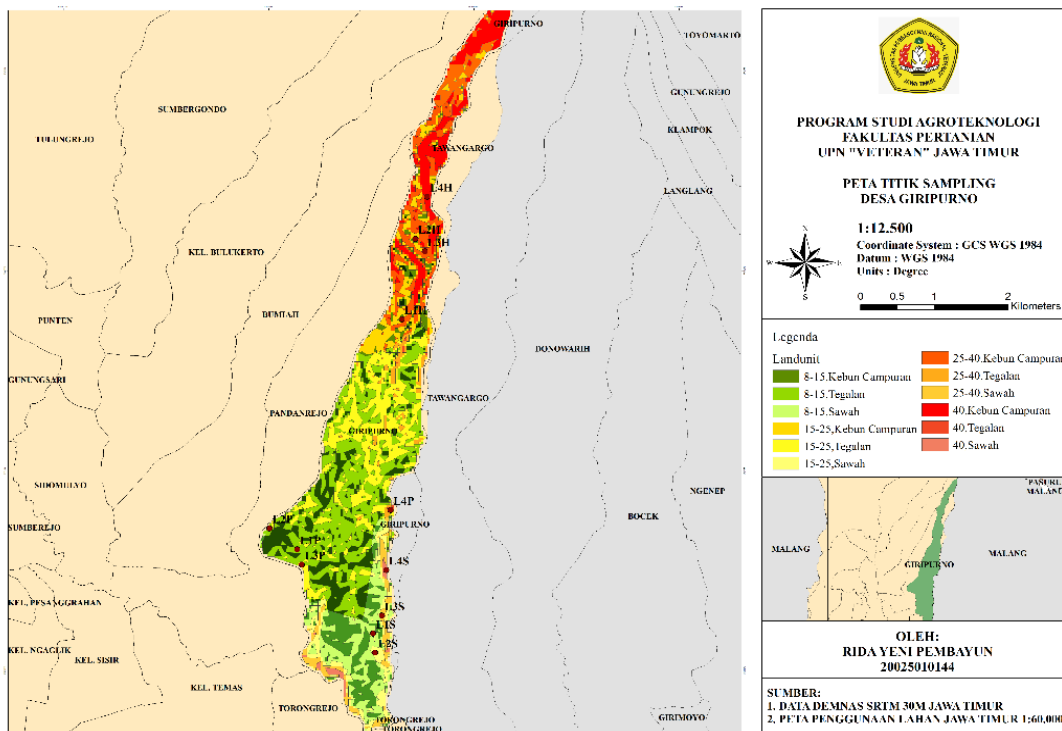 GIRIPURNO
TOYOMARTO
GUNUNGREJO
SUMBERGONDO
KLAMPOK
TULUNGREJO
TAWANGARGO
LANGLANG
L4H
L2H
L3H
KEL. BULUKERTO
L1H
PUNTEN
BUMIAJI
DONOWARIH
GUNUNGSARI
TAWANGARGO
PANDANREJO
GIRIPURNO
SIDOMULYO
NGENEP
L4P
SUMBEREJO
L2P
GIRIPURNO
BOCEK
L1P
L3P
L4S
KEL. PESANGGRAHAN
L3S
L1S
KEL. NGAGLIK
KEL. SISIR
L2S
KEL. TEMAS
TORONGREJO
TORONGREJO
TORONGREJO
GIRIMOYO
JAWA TIMUR
PROGRAM STUDI AGROTEKNOLOGI
FAKULTAS PERTANIAN
UPN "VETERAN" JAWA TIMUR
PETA TITIK SAMPLING
DESA GIRIPURNO
1:12.500
Coordinate System : GCS WGS 1984
Datum : WGS 1984
Units : Degree
N
W E
S
0 0.5 1 2
Kilometers
Legenda
Landunit
8-15.Kebun Campuran
8-15.Tegalan
8-15.Sawah
15-25,Kebun Campuran
15-25,Tegalan
15-25,Sawah
25-40.Kebun Campuran
25-40.Tegalan
25-40.Sawah
40.Kebun Campuran
40.Tegalan
40.Sawah
MALANG
MALANG
GIRIPURNO
MALANG
OLEH:
RIDA YENI PEMBAYUN
20025010144
SUMBER:
1. DATA DEMNAS SRTM 30M JAWA TIMUR
2, PETA PENGGUNAAN LAHAN JAWA TIMUR 1:60,000